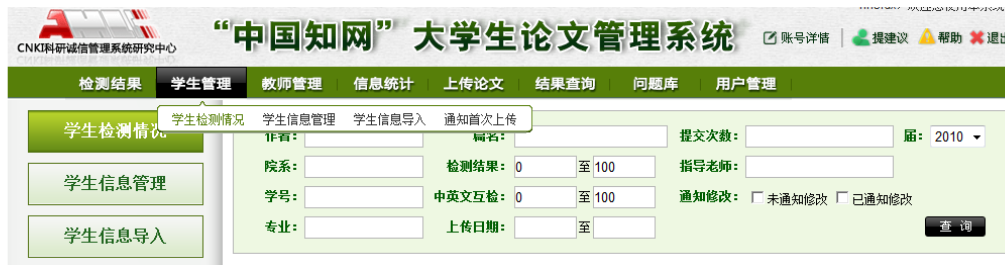 CNKI科研诚信管理系统研究中心
“中国知网”大学生论文管理系统
账号详情 提建议 帮助
检测结果 学生管理 教师管理 信息统计 上传论文 结果查询 问题库 用户管理
学生检测情况 学生信息管理 学生信息导入 通知首次上传
学生检测情况
学生信息管理
学生信息导入
作者: 篇名: 提交次数: 届: 2010
院系: 检测结果: 0 至 100 指导老师:
学号: 中英文互检: 0 至 100 通知修改: 未通知修改 已通知修改
专业: 上传日期: 至 查 询